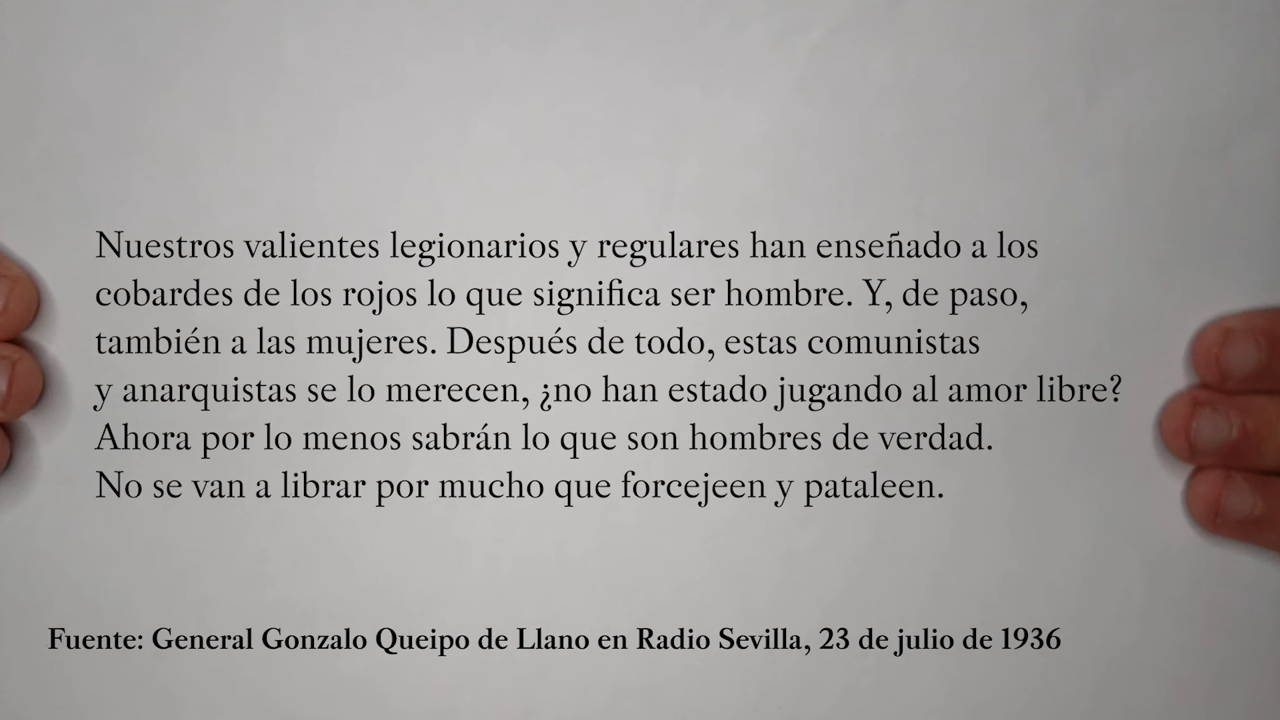 Nuestros valientes legionarios y regulares han enseñado a los
cobardes de los rojos lo que significa ser hombre. Y, de paso,
también a las mujeres. Después de todo, estas comunistas
y anarquistas se lo merecen, ¿no han estado jugando al amor libre?
Ahora por lo menos sabrán lo que son hombres de verdad.
No se van a librar por mucho que forcejeen y pataleen.
Fuente: General Gonzalo Queipo de Llano en Radio Sevilla, 23 de julio de 1936